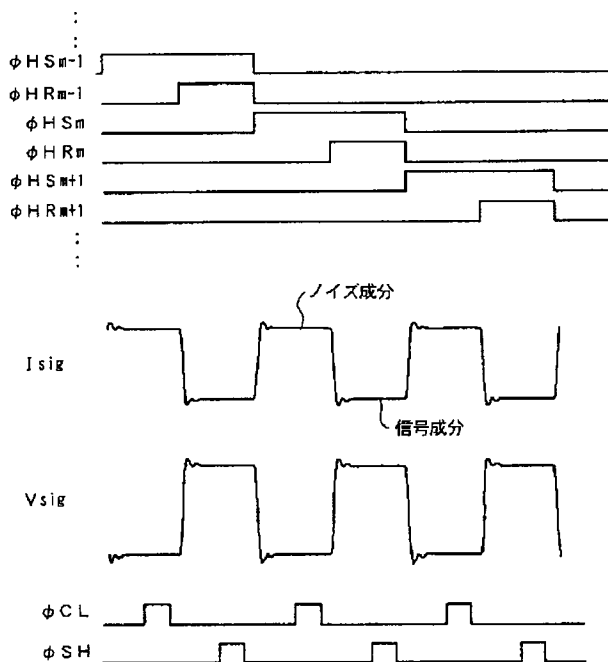 φHSm-1
φHRm-1
φHSm
φHRm
φHSm+1
φHRm+1
ノイズ成分
Isig
信号成分
Vsig
φCL
φSH